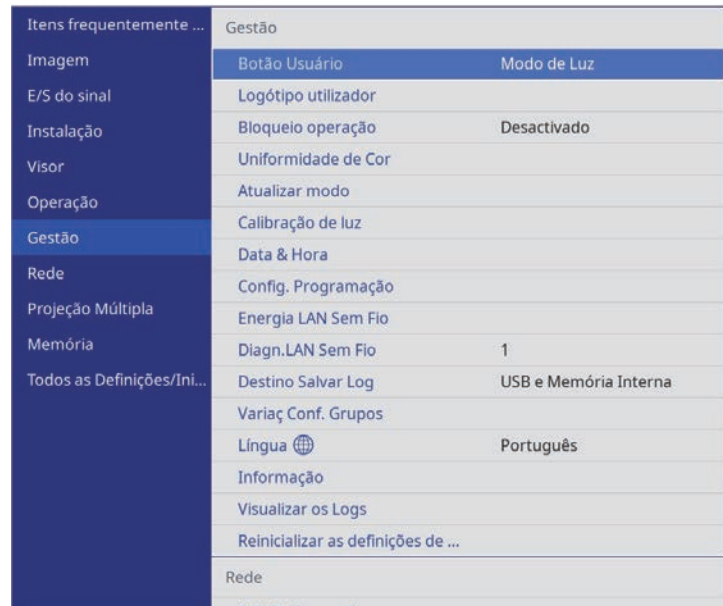 Itens frequentemente ...
Imagem
E/S do sinal
Instalação
Visor
Operação
Gestão
Rede
Projeção Múltipla
Memória
Todos as Definições/Ini...
Gestão
Botão Usuário Modo de Luz
Logótipo utilizador
Bloqueio operação Desactivado
Uniformidade de Cor
Atualizar modo
Calibração de luz
Data & Hora
Config. Programação
Energia LAN Sem Fio
Diagn.LAN Sem Fio 1
Destino Salvar Log USB e Memória Interna
Variaç Conf. Grupos
Língua Português
Informação
Visualizar os Logs
Reinicializar as definições de ...
Rede